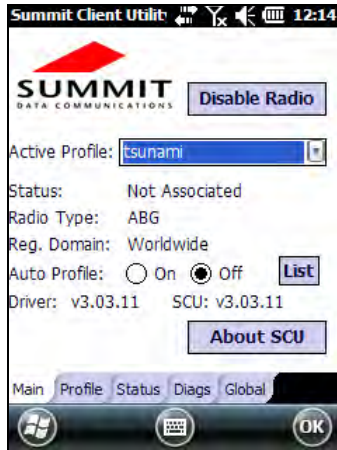 Summit Client Utilit 12:14
SUMMIT
DATA COMMUNICATIONS
Disable Radio
Active Profile: tsunami
Status: Not Associated
Radio Type: ABG
Reg. Domain: Worldwide
Auto Profile: On Off List
Driver: v3.03.11 SCU: v3.03.11
About SCU
Main Profile Status Diags Global
OK